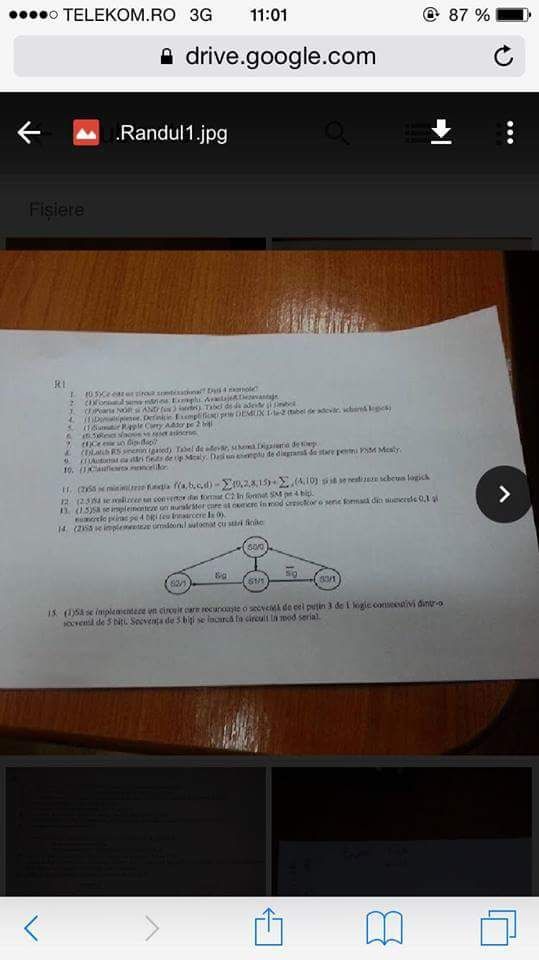 TELEKOM.RO 3G 11:01 87 %
drive.google.com
.Randul1.jpg
Fișiere
R1
1. (0.5)Ce este un circuit combinațional? Dați 4 exemple?
2. (1)Formatul semn-mărime. Exemplu. Avantaje&Dezavantaje.
3. (1)Poarta NOR și AND (cu 3 intrări). Tabel de adevăr și simbol.
4. (1)Demultiplexor. Definiție. Exemplificați prin DEMUX 1-la-2 (tabel de adevăr, schemă logică)
5. (1)Sumator Ripple Carry Adder pe 2 biți
6. (0.5)Reset sincron vs reset asincron.
7. (1)Ce este un flip-flop?
8. (1)Latch RS sincron (gated). Tabel de adevăr, schemă.Digrama de timp.
9. (1)Automat cu stări finite de tip Mealy. Dați un exemplu de diagramă de stare pentru FSM Mealy.
10. (1)Clasificarea memoriilor.
11. (2)Să se minimizeze funcția f(a,b,c,d) = ∑(0,2,8,15)+ ∑ (4,10) și să se realizeze schema logică
12. (2.5)Să se realizeze un convertor din format C2 în format SM pe 4 biți.
13. (1.5)Să se implementeze un numărător care să numere în mod crescător o serie formată din numerele 0,1 și
numerele prime pe 4 biți (cu întoarcere la 0).
14. (2)Să se implementeze următorul automat cu stări finite:
S0/0
Sig
Sig
S2/1
S1/1
S3/1
15. (1)Să se implementeze un circuit care recunoaște o secvență de cel puțin 3 de 1 logic consecutivi dintr-o
secvență de 5 biți. Secvența de 5 biți se încarcă în circuit în mod serial.